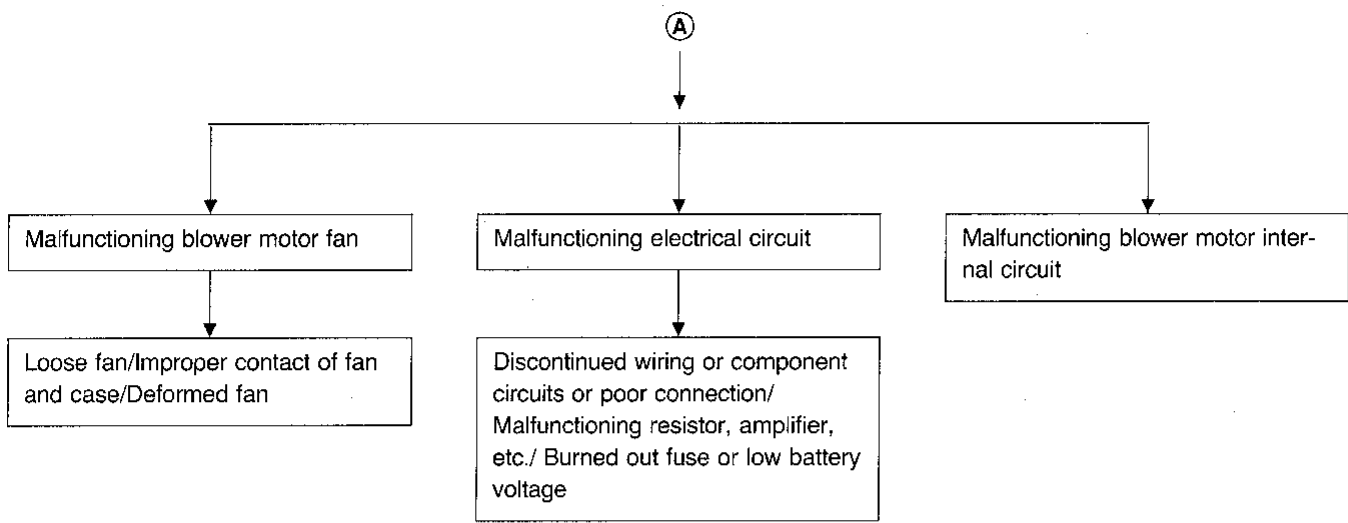 A
Malfunctioning blower motor fan
Malfunctioning electrical circuit
Malfunctioning blower motor inter-
nal circuit
Loose fan/Improper contact of fan
and case/Deformed fan
Discontinued wiring or component
circuits or poor connection/
Malfunctioning resistor, amplifier,
etc./ Burned out fuse or low battery
voltage